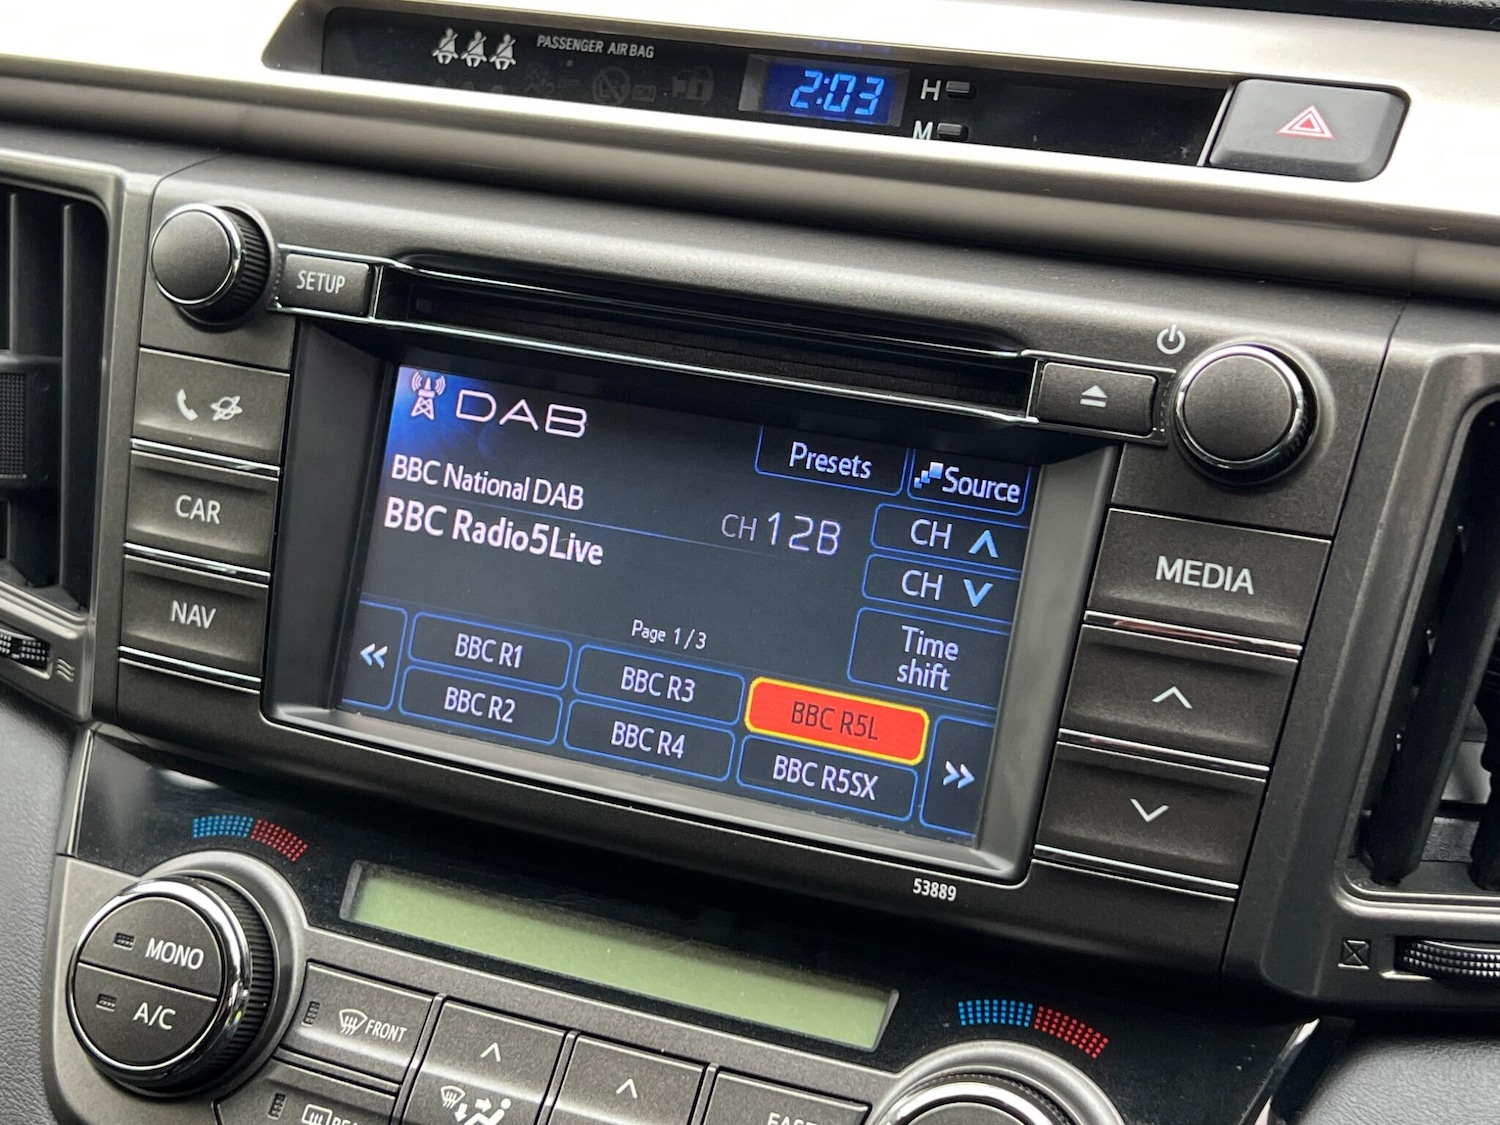 PASSENGER AIR BAG
2:03
H
M
SETUP
DAB
Presets
Source
BBC National DAB
CH 12B
BBC Radio5Live
CH
CH
Time
shift
Page 1/3
BBC R1
BBC R3
BBC R5L
BBC R2
BBC R4
BBC R5SX
CAR
NAV
MEDIA
53889
MONO
A/C
FRONT